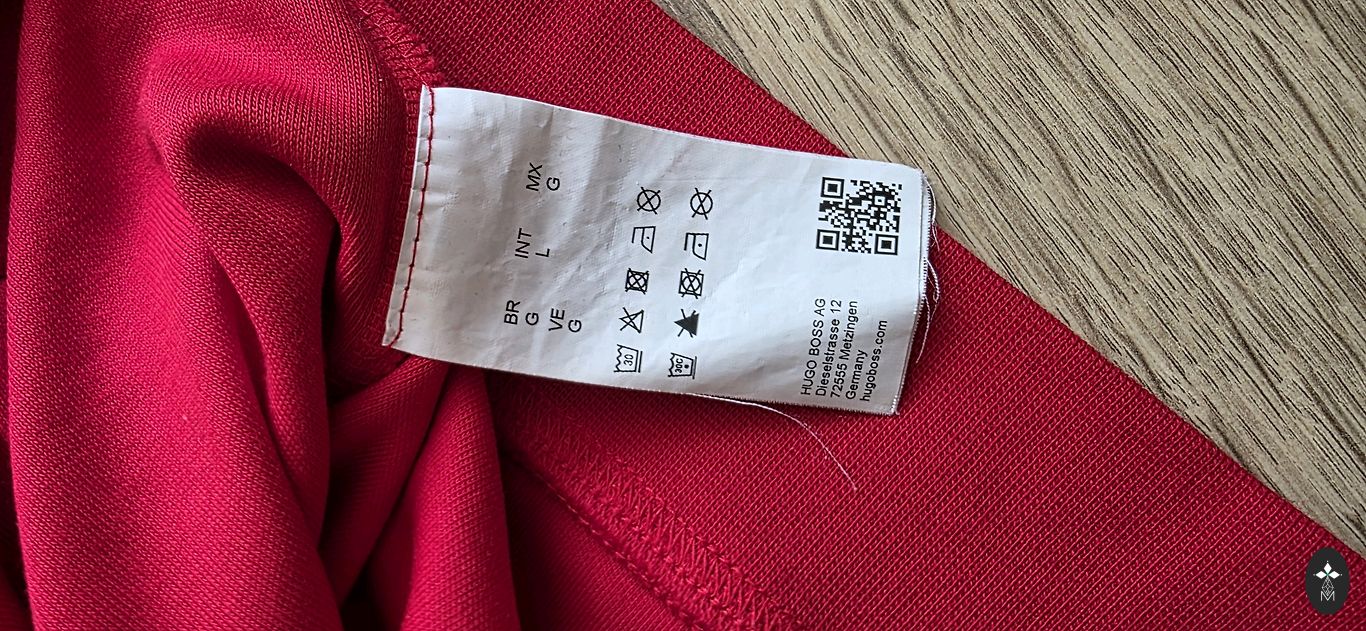 BR INT MX
G L G
VE
G
30
30C
HUGO BOSS AG
Dieselstrasse 12
72555 Metzingen
Germany
hugoboss.com
M